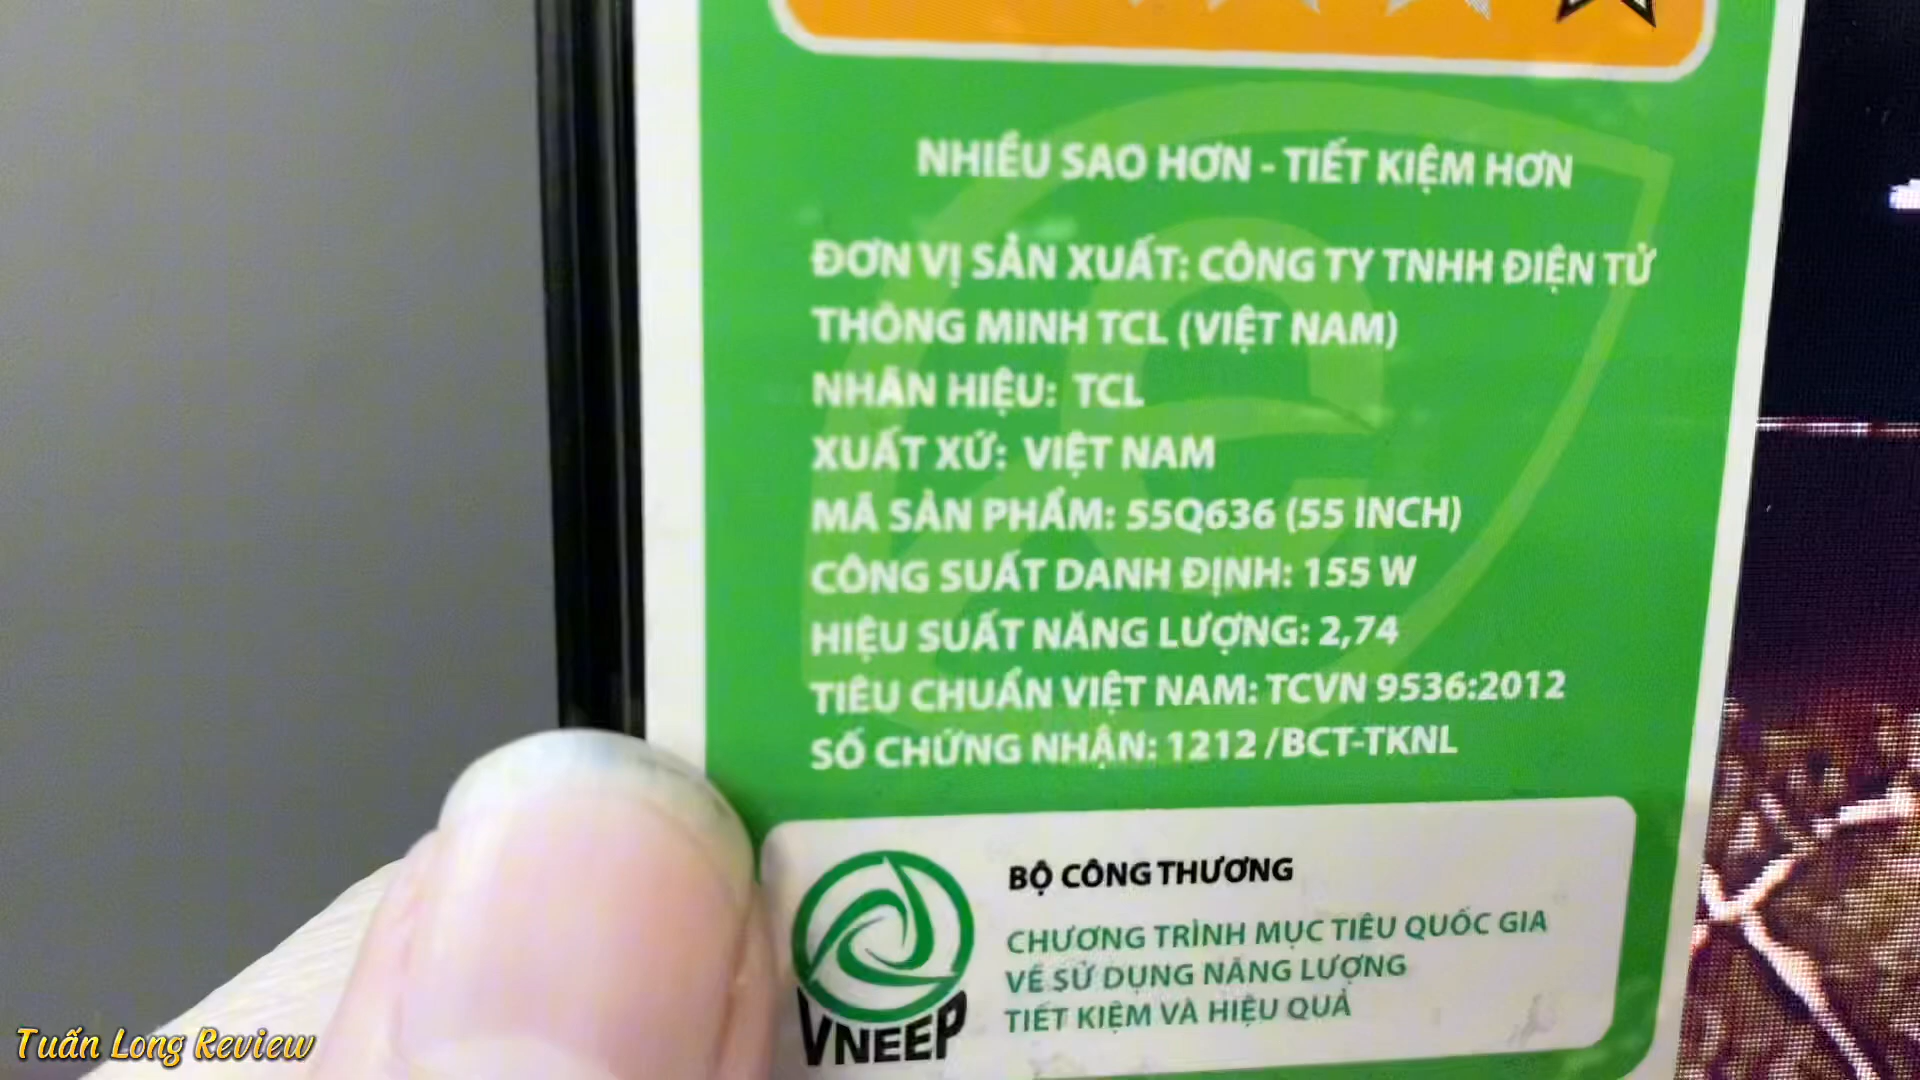 NHIỀU SAO HƠN - TIẾT KIỆM HƠN
ĐƠN VỊ SẢN XUẤT: CÔNG TY TNHH ĐIỆN TỬ
THÔNG MINH TCL (VIỆT NAM)
NHÃN HIỆU: TCL
XUẤT XỨ: VIỆT NAM
MÃ SẢN PHẨM: 55Q636 (55 INCH)
CÔNG SUẤT DANH ĐỊNH: 155 W
HIỆU SUẤT NĂNG LƯỢNG: 2,74
TIÊU CHUẨN VIỆT NAM: TCVN 9536:2012
SỐ CHỨNG NHẬN: 1212 /BCT-TKNL
BỘ CÔNG THƯƠNG
CHƯƠNG TRÌNH MỤC TIÊU QUỐC GIA
VỀ SỬ DỤNG NĂNG LƯỢNG
TIẾT KIỆM VÀ HIỆU QUẢ
VNEEP
Tuấn Long Review